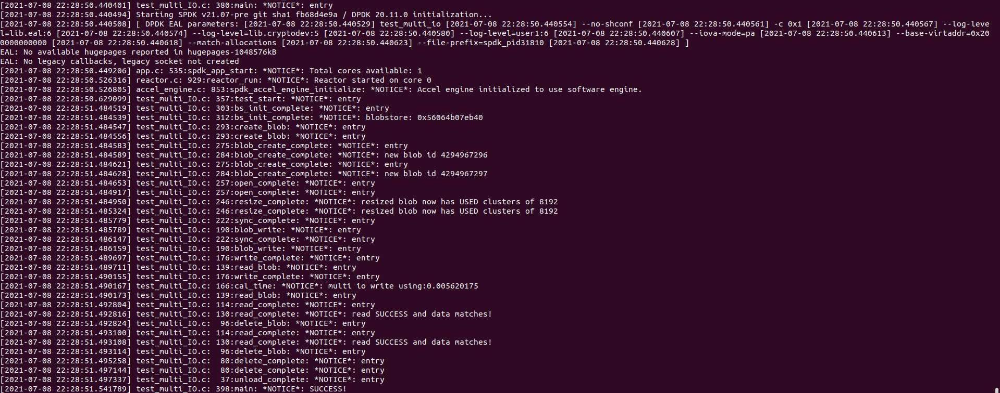 [2021-07-08 22:28:50.440401] test_multi_IO.c: 380:main: *NOTICE*: entry
[2021-07-08 22:28:50.440494] Starting SPDK v21.07-pre git sha1 fb68d4e9a / DPDK 20.11.0 initialization...
[2021-07-08 22:28:50.440508] [ DPDK EAL parameters: [2021-07-08 22:28:50.440529] test_multi_io [2021-07-08 22:28:50.440554] --no-shconf [2021-07-08 22:28:50.440561] -c 0x1 [2021-07-08 22:28:50.440567] --log-leve
l=lib.eal:6 [2021-07-08 22:28:50.440574] --log-level=lib.cryptodev:5 [2021-07-08 22:28:50.440580] --log-level=user1:6 [2021-07-08 22:28:50.440607] --iova-mode=pa [2021-07-08 22:28:50.440613] --base-virtaddr=0x20
0000000000 [2021-07-08 22:28:50.440618] --match-allocations [2021-07-08 22:28:50.440623] --file-prefix=spdk_pid31810 [2021-07-08 22:28:50.440628] ]
EAL: No available hugepages reported in hugepages-1048576kB
EAL: No legacy callbacks, legacy socket not created
[2021-07-08 22:28:50.449206] app.c: 535:spdk_app_start: *NOTICE*: Total cores available: 1
[2021-07-08 22:28:50.526316] reactor.c: 929:reactor_run: *NOTICE*: Reactor started on core 0
[2021-07-08 22:28:50.526805] accel_engine.c: 853:spdk_accel_engine_initialize: *NOTICE*: Accel engine initialized to use software engine.
[2021-07-08 22:28:50.629099] test_multi_IO.c: 357:test_start: *NOTICE*: entry
[2021-07-08 22:28:51.484519] test_multi_IO.c: 303:bs_init_complete: *NOTICE*: entry
[2021-07-08 22:28:51.484539] test_multi_IO.c: 312:bs_init_complete: *NOTICE*: blobstore: 0x56064b07eb40
[2021-07-08 22:28:51.484547] test_multi_IO.c: 293:create_blob: *NOTICE*: entry
[2021-07-08 22:28:51.484556] test_multi_IO.c: 293:create_blob: *NOTICE*: entry
[2021-07-08 22:28:51.484583] test_multi_IO.c: 275:blob_create_complete: *NOTICE*: entry
[2021-07-08 22:28:51.484589] test_multi_IO.c: 284:blob_create_complete: *NOTICE*: new blob id 4294967296
[2021-07-08 22:28:51.484621] test_multi_IO.c: 275:blob_create_complete: *NOTICE*: entry
[2021-07-08 22:28:51.484628] test_multi_IO.c: 284:blob_create_complete: *NOTICE*: new blob id 4294967297
[2021-07-08 22:28:51.484653] test_multi_IO.c: 257:open_complete: *NOTICE*: entry
[2021-07-08 22:28:51.484917] test_multi_IO.c: 257:open_complete: *NOTICE*: entry
[2021-07-08 22:28:51.484950] test_multi_IO.c: 246:resize_complete: *NOTICE*: resized blob now has USED clusters of 8192
[2021-07-08 22:28:51.485324] test_multi_IO.c: 246:resize_complete: *NOTICE*: resized blob now has USED clusters of 8192
[2021-07-08 22:28:51.485779] test_multi_IO.c: 222:sync_complete: *NOTICE*: entry
[2021-07-08 22:28:51.485789] test_multi_IO.c: 190:blob_write: *NOTICE*: entry
[2021-07-08 22:28:51.486147] test_multi_IO.c: 222:sync_complete: *NOTICE*: entry
[2021-07-08 22:28:51.486159] test_multi_IO.c: 190:blob_write: *NOTICE*: entry
[2021-07-08 22:28:51.489697] test_multi_IO.c: 176:write_complete: *NOTICE*: entry
[2021-07-08 22:28:51.489711] test_multi_IO.c: 139:read_blob: *NOTICE*: entry
[2021-07-08 22:28:51.490155] test_multi_IO.c: 176:write_complete: *NOTICE*: entry
[2021-07-08 22:28:51.490167] test_multi_IO.c: 166:cal_time: *NOTICE*: multi io write using:0.005620175
[2021-07-08 22:28:51.490173] test_multi_IO.c: 139:read_blob: *NOTICE*: entry
[2021-07-08 22:28:51.492804] test_multi_IO.c: 114:read_complete: *NOTICE*: entry
[2021-07-08 22:28:51.492816] test_multi_IO.c: 130:read_complete: *NOTICE*: read SUCCESS and data matches!
[2021-07-08 22:28:51.492824] test_multi_IO.c:  96:delete_blob: *NOTICE*: entry
[2021-07-08 22:28:51.493100] test_multi_IO.c: 114:read_complete: *NOTICE*: entry
[2021-07-08 22:28:51.493108] test_multi_IO.c: 130:read_complete: *NOTICE*: read SUCCESS and data matches!
[2021-07-08 22:28:51.493114] test_multi_IO.c:  96:delete_blob: *NOTICE*: entry
[2021-07-08 22:28:51.495258] test_multi_IO.c:  80:delete_complete: *NOTICE*: entry
[2021-07-08 22:28:51.497144] test_multi_IO.c:  80:delete_complete: *NOTICE*: entry
[2021-07-08 22:28:51.497337] test_multi_IO.c:  37:unload_complete: *NOTICE*: entry
[2021-07-08 22:28:51.541789] test_multi_IO.c: 398:main: *NOTICE*: SUCCESS!